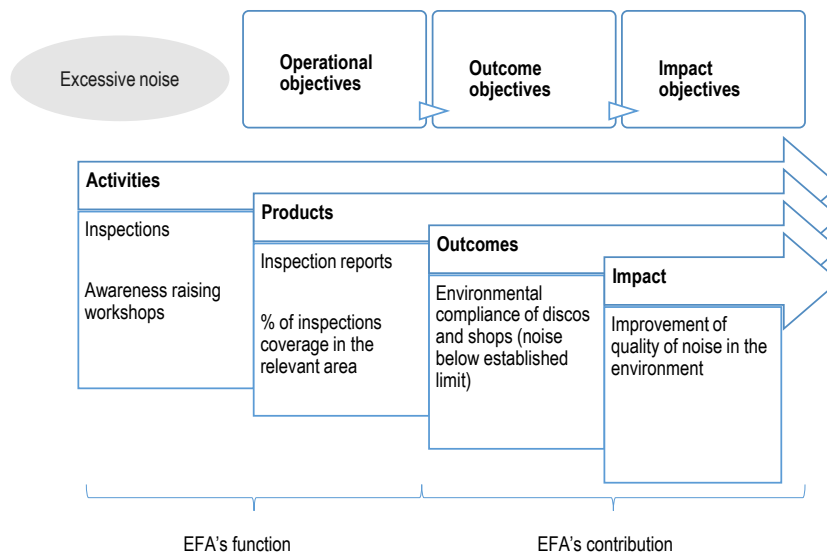 Excessive noise
Operational
objectives
Outcome
objectives
Impact
objectives
Activities
Inspections
Awareness raising
workshops
Products
Inspection reports
% of inspections
coverage in the
relevant area
Outcomes
Environmental
compliance of discos
and shops (noise
below established
limit)
Impact
Improvement of
quality of noise in the
environment
EFA's function
EFA's contribution